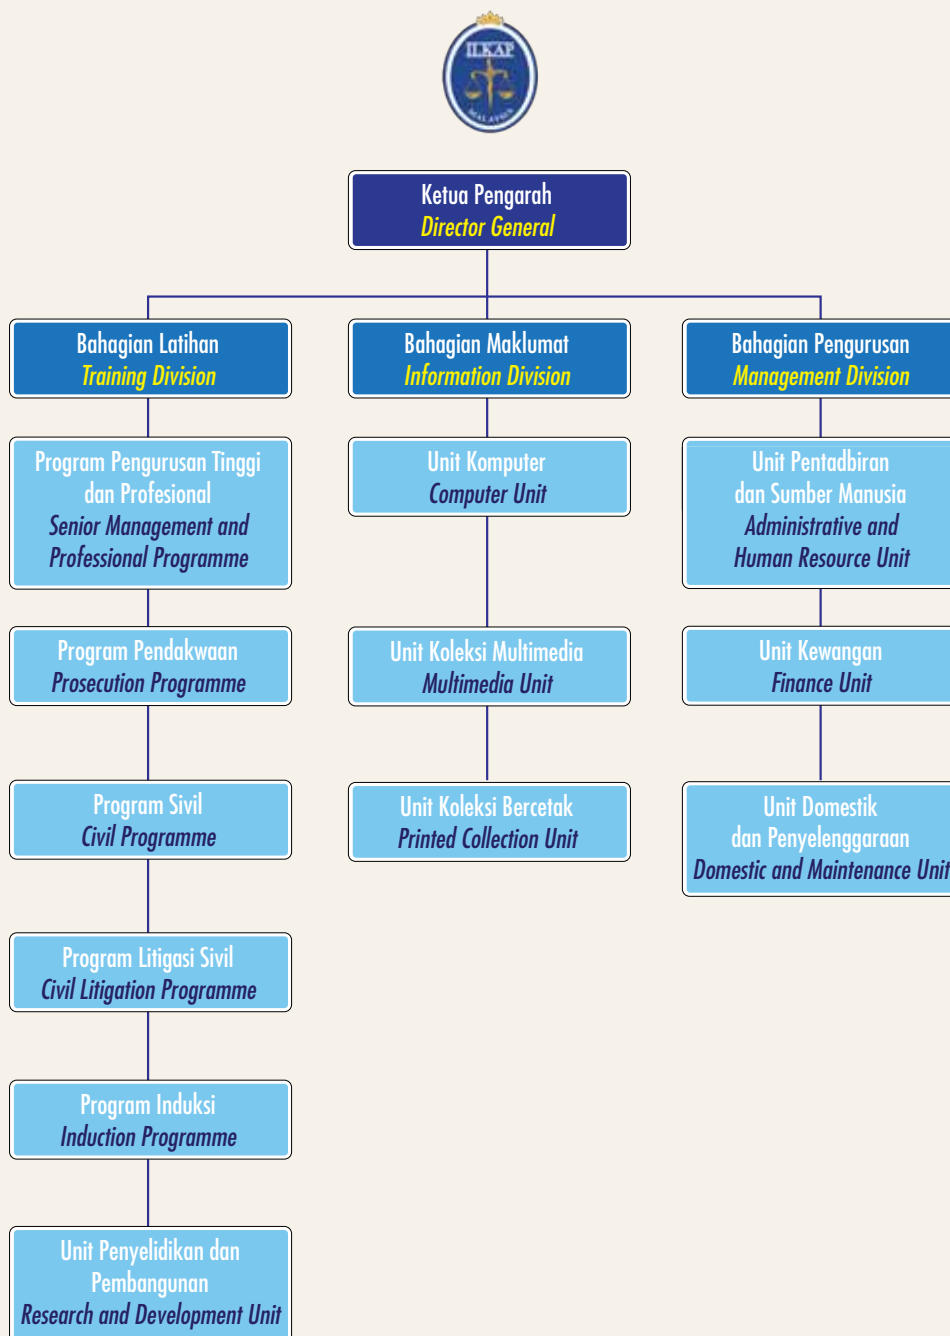 ILKAP
MALAYSIA
Ketua Pengarah
Director General
Bahagian Latihan
Training Division
Program Pengurusan Tinggi
dan Profesional
Senior Management and
Professional Programme
Program Pendakwaan
Prosecution Programme
Program Sivil
Civil Programme
Program Litigasi Sivil
Civil Litigation Programme
Program Induksi
Induction Programme
Unit Penyelidikan dan
Pembangunan
Research and Development Unit
Bahagian Maklumat
Information Division
Unit Komputer
Computer Unit
Unit Koleksi Multimedia
Multimedia Unit
Unit Koleksi Bercetak
Printed Collection Unit
Bahagian Pengurusan
Management Division
Unit Pentadbiran
dan Sumber Manusia
Administrative and
Human Resource Unit
Unit Kewangan
Finance Unit
Unit Domestik
dan Penyelenggaraan
Domestic and Maintenance Unit